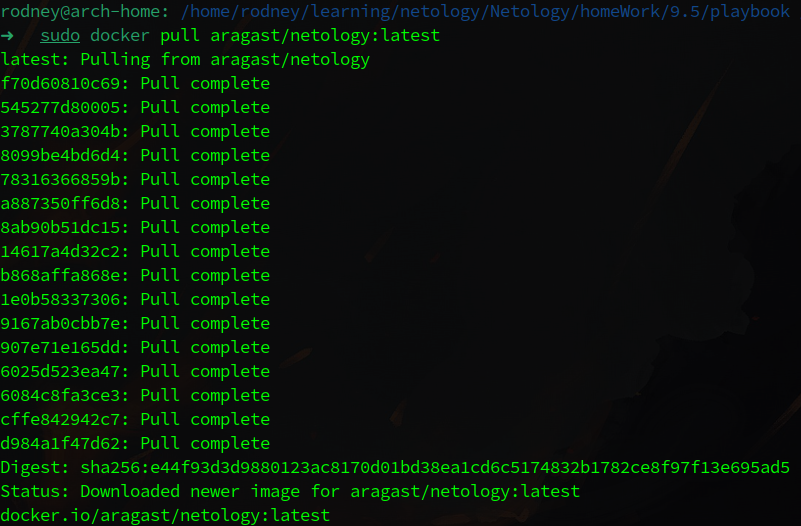 rodney@arch-home: /home/rodney/learning/netology/Netology/homeWork/9.5/playbook
➜ sudo docker pull aragast/netology:latest
latest: Pulling from aragast/netology
f70d60810c69: Pull complete
545277d80005: Pull complete
3787740a304b: Pull complete
8099be4bd6d4: Pull complete
78316366859b: Pull complete
a887350ff6d8: Pull complete
8ab90b51dc15: Pull complete
14617a4d32c2: Pull complete
b868affa868e: Pull complete
1e0b58337306: Pull complete
9167ab0cbb7e: Pull complete
907e71e165dd: Pull complete
6025d523ea47: Pull complete
6084c8fa3ce3: Pull complete
cffe842942c7: Pull complete
d984a1f47d62: Pull complete
Digest: sha256:e44f93d3d9880123ac8170d01bd38ea1cd6c5174832b1782ce8f97f13e695ad5
Status: Downloaded newer image for aragast/netology:latest
docker.io/aragast/netology:latest